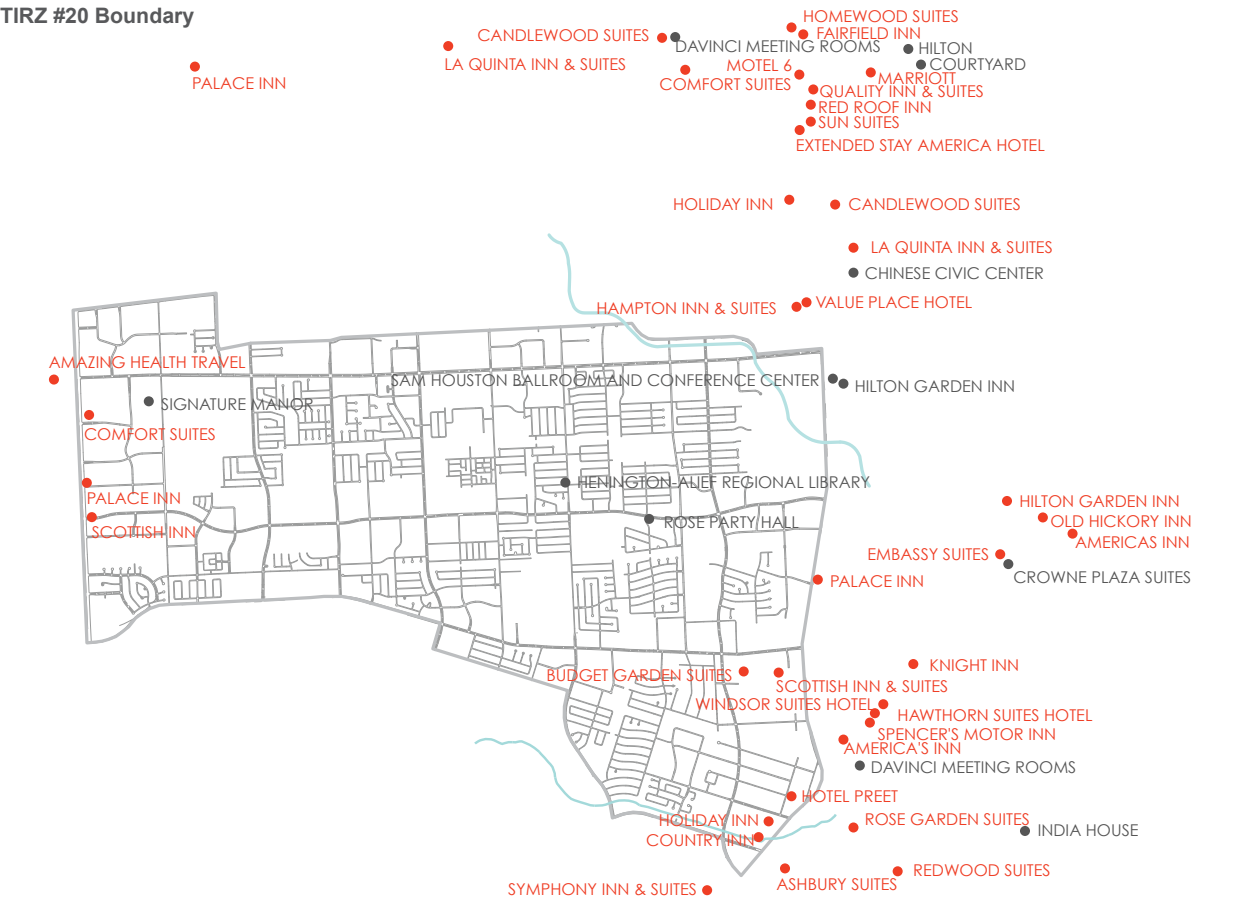 TIRZ #20 Boundary
HOMEWOOD SUITES
CANDLEWOOD SUITES
FAIRFIELD INN
DAVINCI MEETING ROOMS
HILTON
LA QUINTA INN & SUITES
MOTEL 6
COURTYARD
PALACE INN
COMFORT SUITES
MARRIOTT
QUALITY INN & SUITES
RED ROOF INN
SUN SUITES
EXTENDED STAY AMERICA HOTEL
HOLIDAY INN
CANDLEWOOD SUITES
LA QUINTA INN & SUITES
CHINESE CIVIC CENTER
HAMPTON INN & SUITES
VALUE PLACE HOTEL
AMAZING HEALTH TRAVEL
SAM HOUSTON BALLROOM AND CONFERENCE CENTER
HILTON GARDEN INN
SIGNATURE MANOR
COMFORT SUITES
HENINGTON-ALIEF REGIONAL LIBRARY
PALACE INN
HILTON GARDEN INN
ROSE PARTY HALL
OLD HICKORY INN
SCOTTISH INN
AMERICAS INN
EMBASSY SUITES
CROWNE PLAZA SUITES
PALACE INN
KNIGHT INN
BUDGET GARDEN SUITES
SCOTTISH INN & SUITES
WINDSOR SUITES HOTEL
HAWTHORN SUITES HOTEL
SPENCER'S MOTOR INN
AMERICA'S INN
DAVINCI MEETING ROOMS
HOTEL PREET
HOLIDAY INN
ROSE GARDEN SUITES
INDIA HOUSE
COUNTRY INN
REDWOOD SUITES
ASHBURY SUITES
SYMPHONY INN & SUITES